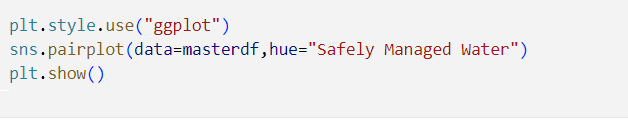 plt.style.use("ggplot")
sns.pairplot(data=masterdf,hue="Safely Managed Water")
plt.show()